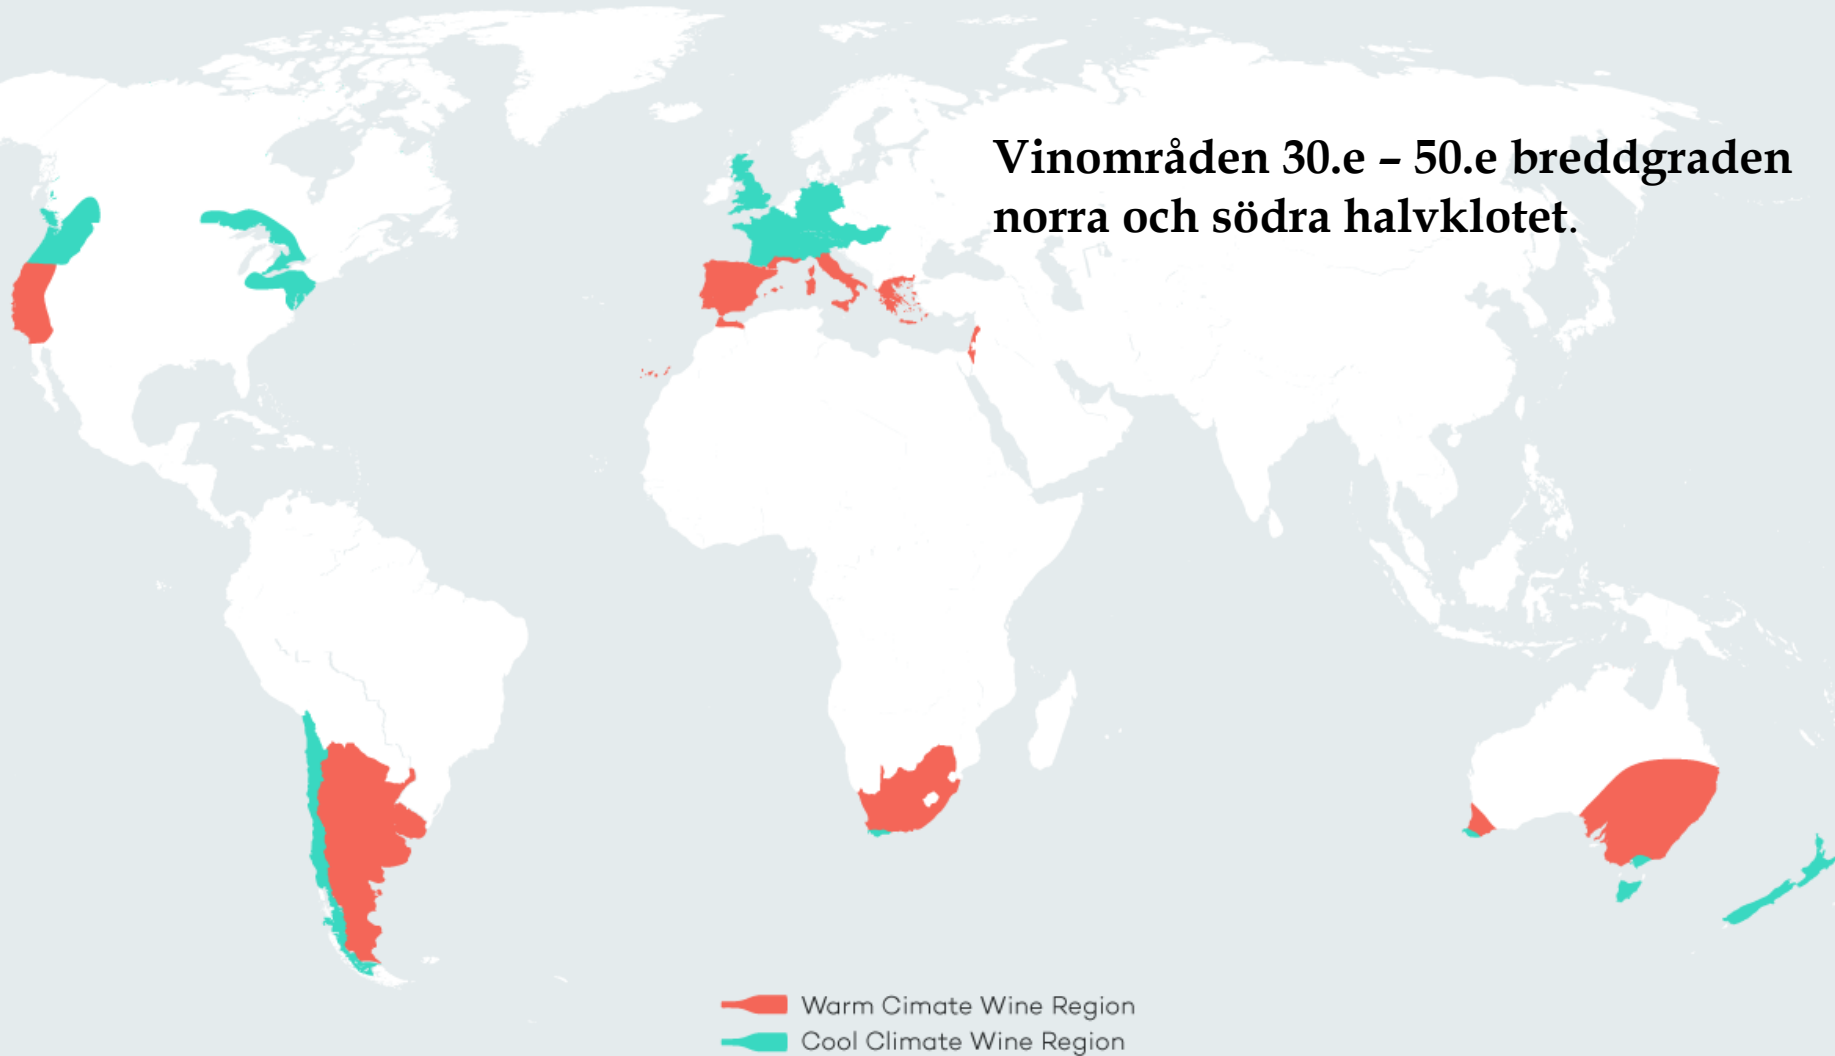 Vinområden 30.e – 50.e breddgraden
norra och södra halvklotet.
Warm Cimate Wine Region
Cool Climate Wine Region